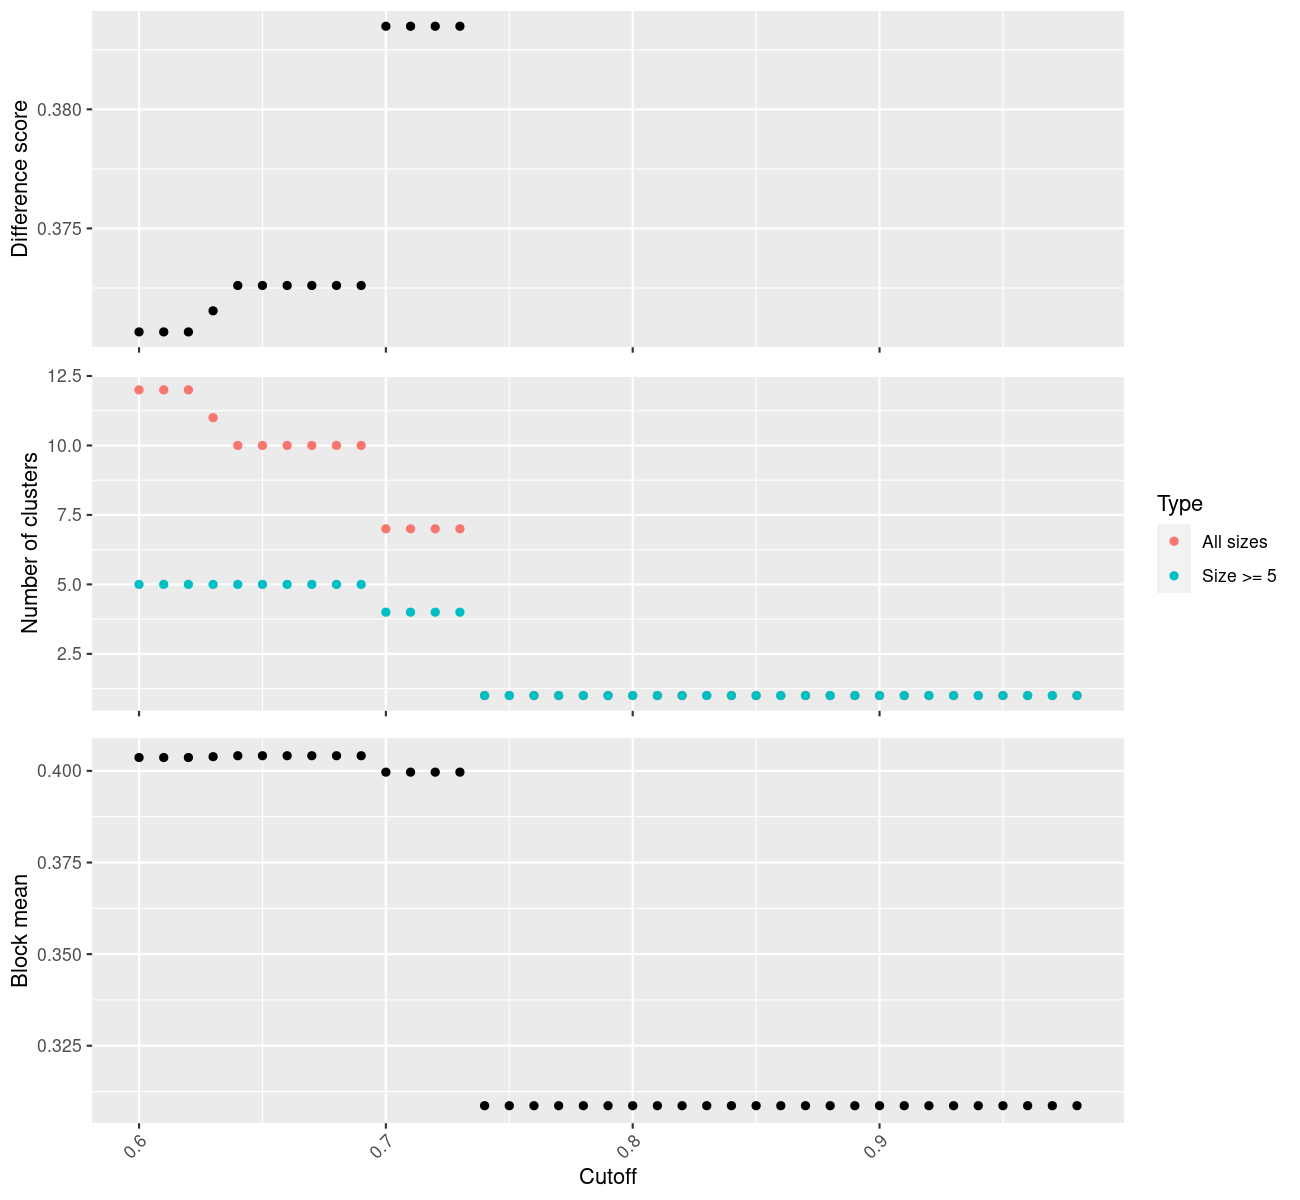 Difference score
0.380
0.375
Number of clusters
12.5
10.0
7.5
5.0
2.5
Type
All sizes
Size >= 5
Block mean
0.400
0.375
0.350
0.325
0.6
0.7
0.8
0.9
Cutoff